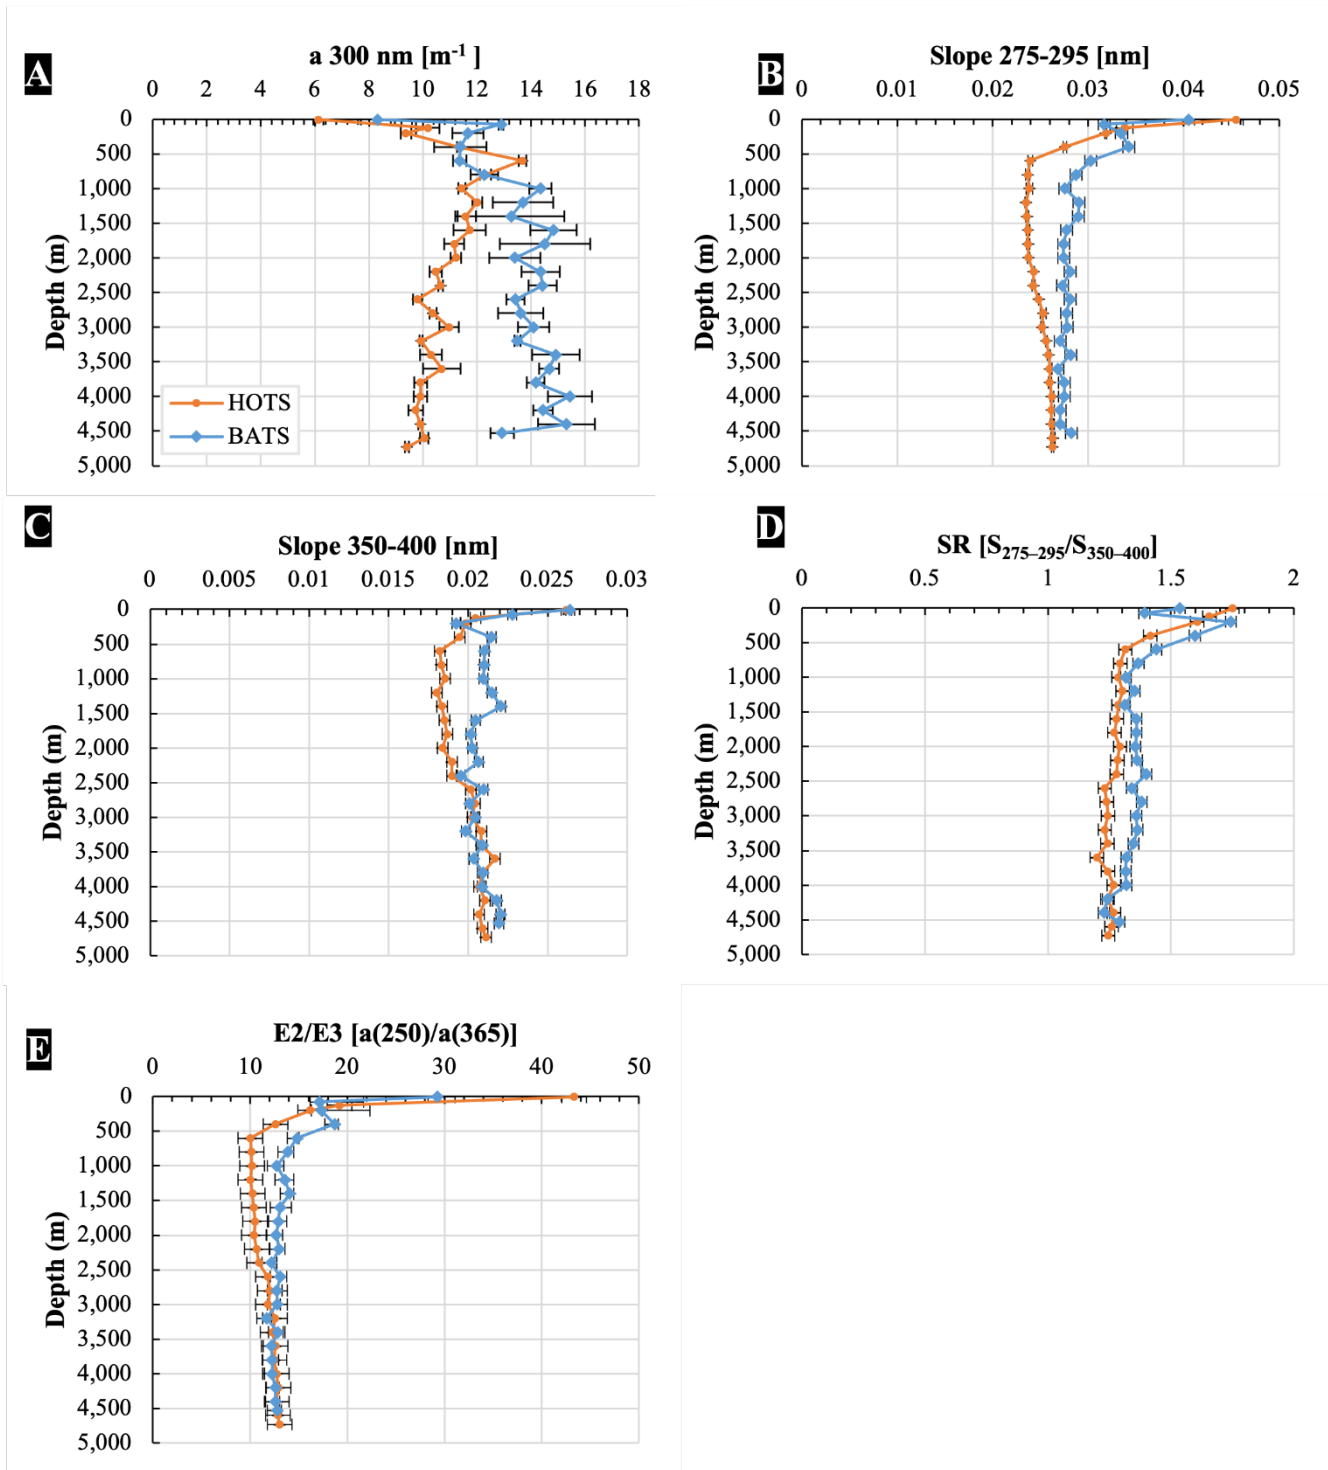 A
a 300 nm [m⁻¹ ]
0 2 4 6 8 10 12 14 16 18
Depth (m)
0
500
1,000
1,500
2,000
2,500
3,000
3,500
4,000
4,500
5,000
HOTS
BATS
B
Slope 275-295 [nm]
0 0.01 0.02 0.03 0.04 0.05
Depth (m)
0
500
1,000
1,500
2,000
2,500
3,000
3,500
4,000
4,500
5,000
C
Slope 350-400 [nm]
0 0.005 0.01 0.015 0.02 0.025 0.03
Depth (m)
0
500
1,000
1,500
2,000
2,500
3,000
3,500
4,000
4,500
5,000
D
SR [S₂₇₅₋₂₉₅/S₃₅₀₋₄₀₀]
0 0.5 1 1.5 2
Depth (m)
0
500
1,000
1,500
2,000
2,500
3,000
3,500
4,000
4,500
5,000
E
E2/E3 [a(250)/a(365)]
0 10 20 30 40 50
Depth (m)
0
500
1,000
1,500
2,000
2,500
3,000
3,500
4,000
4,500
5,000